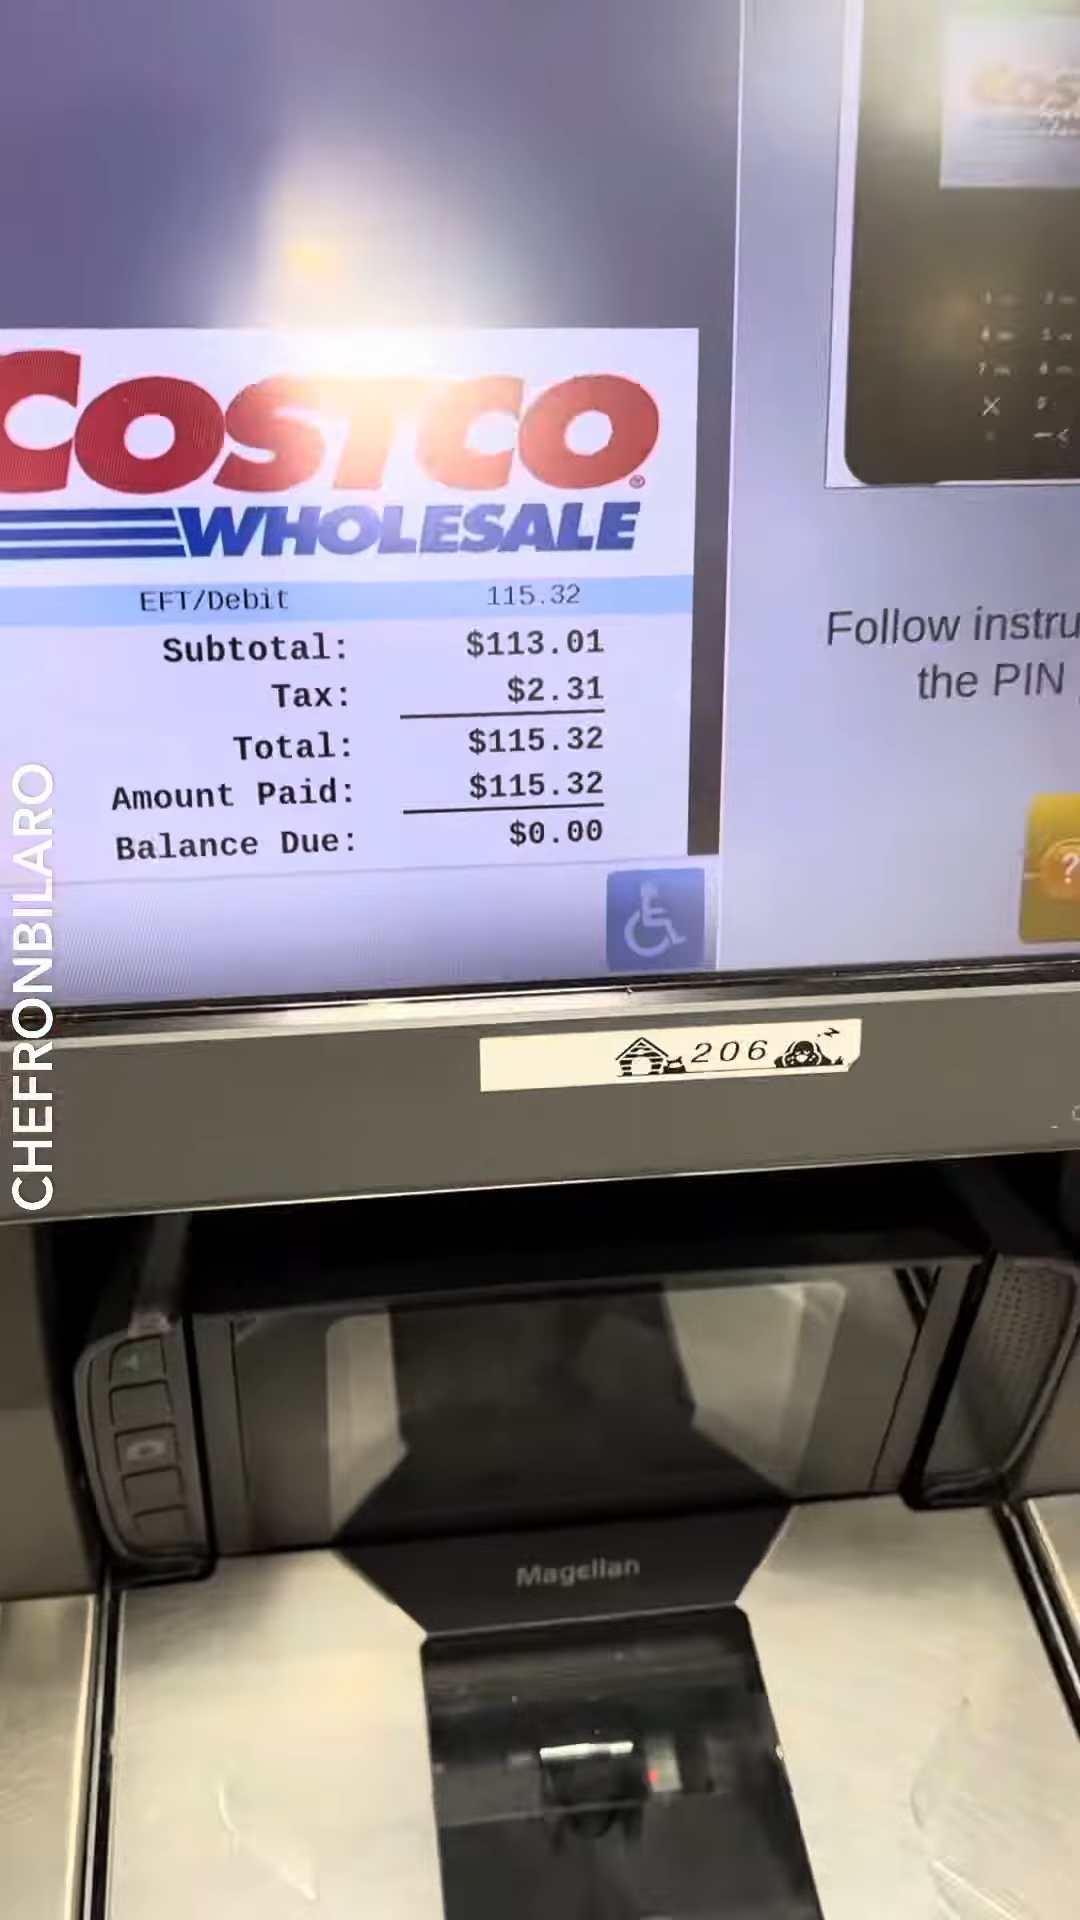 COSTCO
WHOLESALE
EFT/Debit 115.32
Subtotal: $113.01
Tax: $2.31
Total: $115.32
Amount Paid: $115.32
Balance Due: $0.00
Follow
the PIN
?
206
Magellan
CHEFRONBILARO